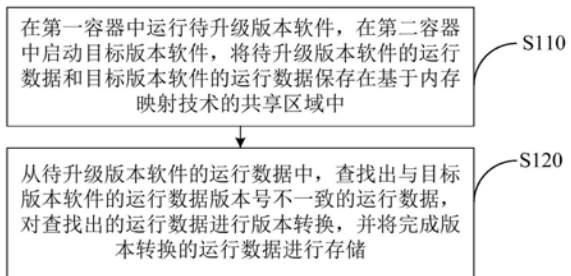 在第一容器中运行待升级版本软件，在第二容器
中启动目标版本软件，将待升级版本软件的运行
数据和目标版本软件的运行数据保存在基于内存
映射技术的共享区域中
S110
从待升级版本软件的运行数据中，查找出与目标
版本软件的运行数据版本号不一致的运行数据，
对查找出的运行数据进行版本转换，并将完成版
本转换的运行数据进行存储
S120